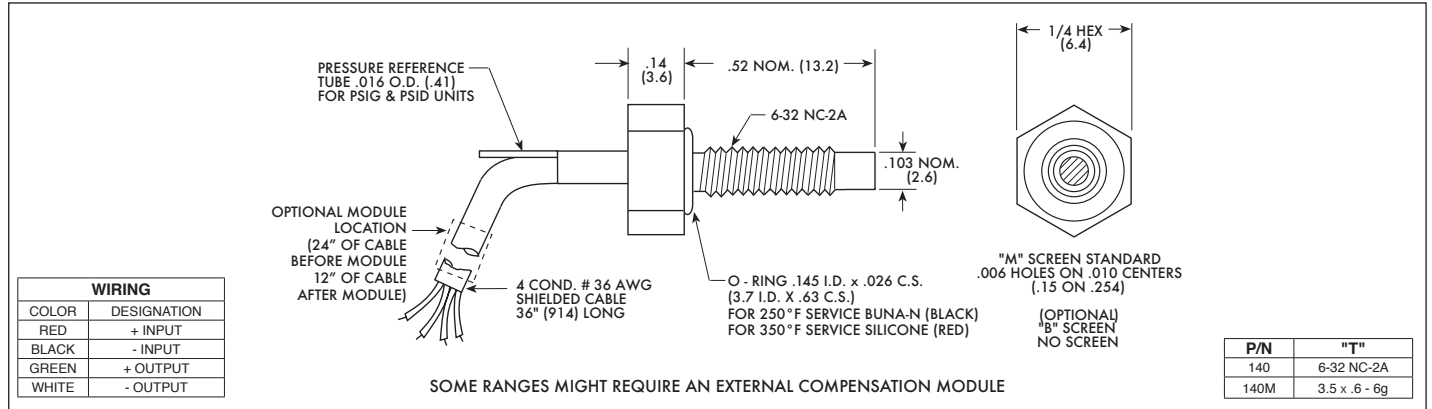 PRESSURE REFERENCE
TUBE .016 O.D. (.41)
FOR PSIG & PSID UNITS
.14
(3.6)
.52 NOM. (13.2)
1/4 HEX
(6.4)
6-32 NC-2A
.103 NOM.
(2.6)
OPTIONAL MODULE
LOCATION
(24" OF CABLE
BEFORE MODULE
12" OF CABLE
AFTER MODULE)
4 COND. # 36 AWG
SHIELDED CABLE
36" (914) LONG
O - RING .145 I.D. x .026 C.S.
(3.7 I.D. X .63 C.S.)
FOR 250°F SERVICE BUNA-N (BLACK)
FOR 350°F SERVICE SILICONE (RED)
"M" SCREEN STANDARD
.006 HOLES ON .010 CENTERS
(.15 ON .254)
(OPTIONAL)
"B" SCREEN
NO SCREEN
WIRING
COLOR DESIGNATION
RED + INPUT
BLACK - INPUT
GREEN + OUTPUT
WHITE - OUTPUT
SOME RANGES MIGHT REQUIRE AN EXTERNAL COMPENSATION MODULE
P/N "T"
140 6-32 NC-2A
140M 3.5 x .6 - 6g